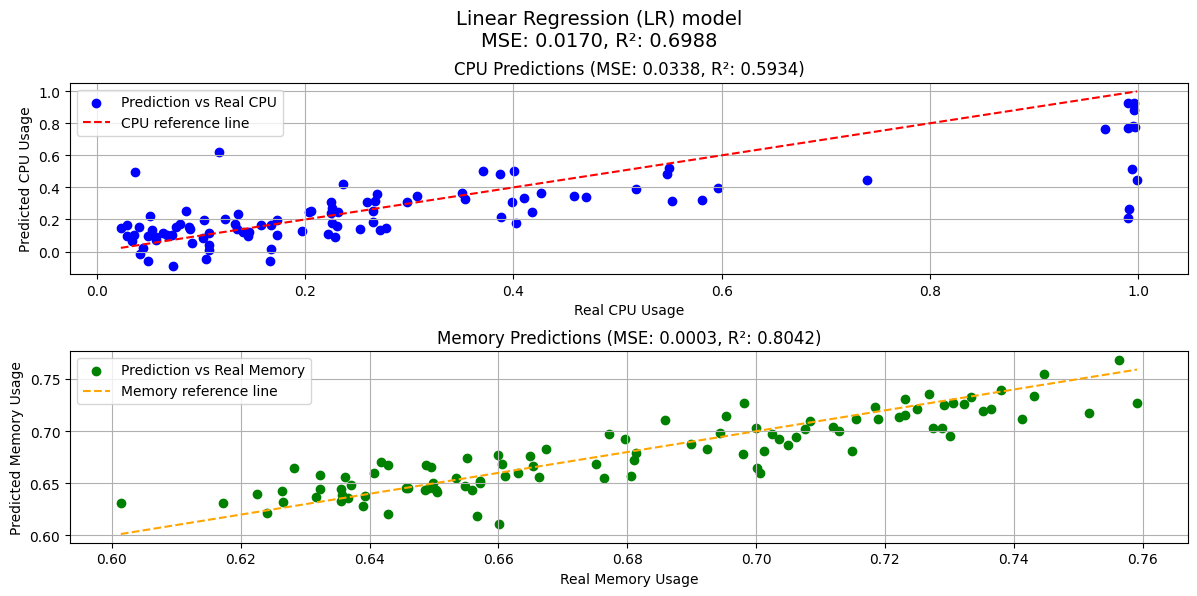 Linear Regression (LR) model
MSE: 0.0170, R²: 0.6988
CPU Predictions (MSE: 0.0338, R²: 0.5934)
Predicted CPU Usage
1.0
0.8
0.6
0.4
0.2
0.0
Prediction vs Real CPU
CPU reference line
0.0 0.2 0.4 0.6 0.8 1.0
Real CPU Usage
Memory Predictions (MSE: 0.0003, R²: 0.8042)
Predicted Memory Usage
0.75
0.70
0.65
0.60
Prediction vs Real Memory
Memory reference line
0.60 0.62 0.64 0.66 0.68 0.70 0.72 0.74 0.76
Real Memory Usage